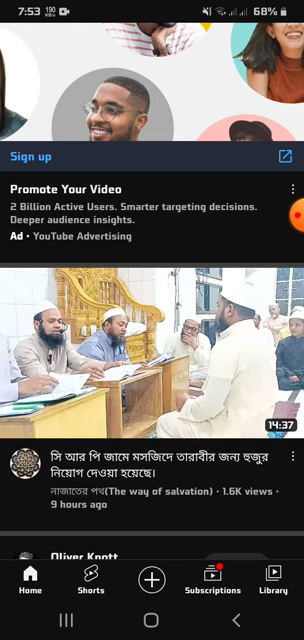 7:53 190 KB/s 68%
Sign up
Promote Your Video
2 Billion Active Users. Smarter targeting decisions.
Deeper audience insights.
Ad • YouTube Advertising
14:37
সি আর পি জামে মসজিদে তারাবীর জন্য হুজুর
নিয়োগ দেওয়া হয়েছে।
নাজাতের পথ(The way of salvation) • 1.6K views •
9 hours ago
Oliver Knott
Home Shorts Subscriptions Library